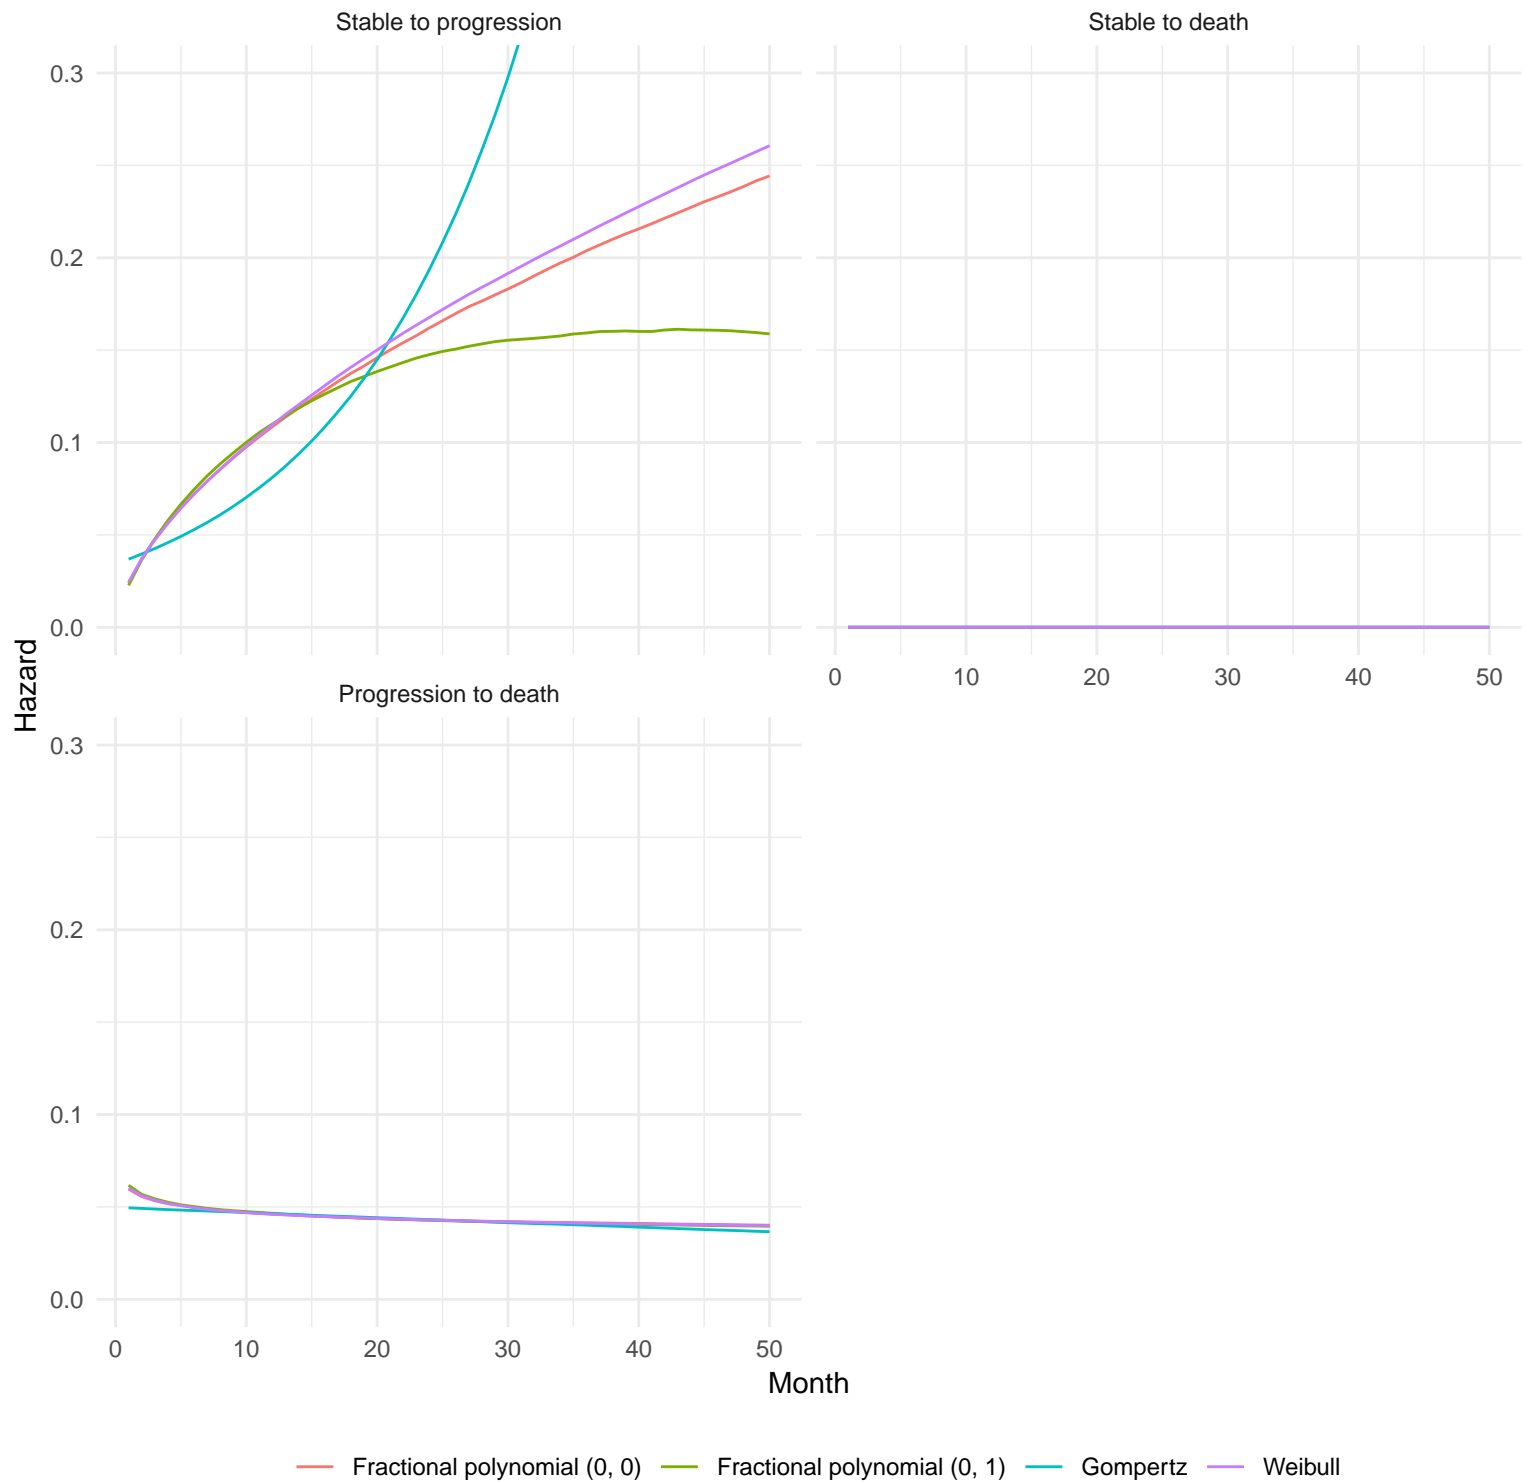 Stable to progression
Stable to death
0.3
0.2
0.1
0.0
0 10 20 30 40 50
Hazard
Progression to death
0.3
0.2
0.1
0.0
0 10 20 30 40 50
Month
Fractional polynomial (0, 0) Fractional polynomial (0, 1) Gompertz Weibull